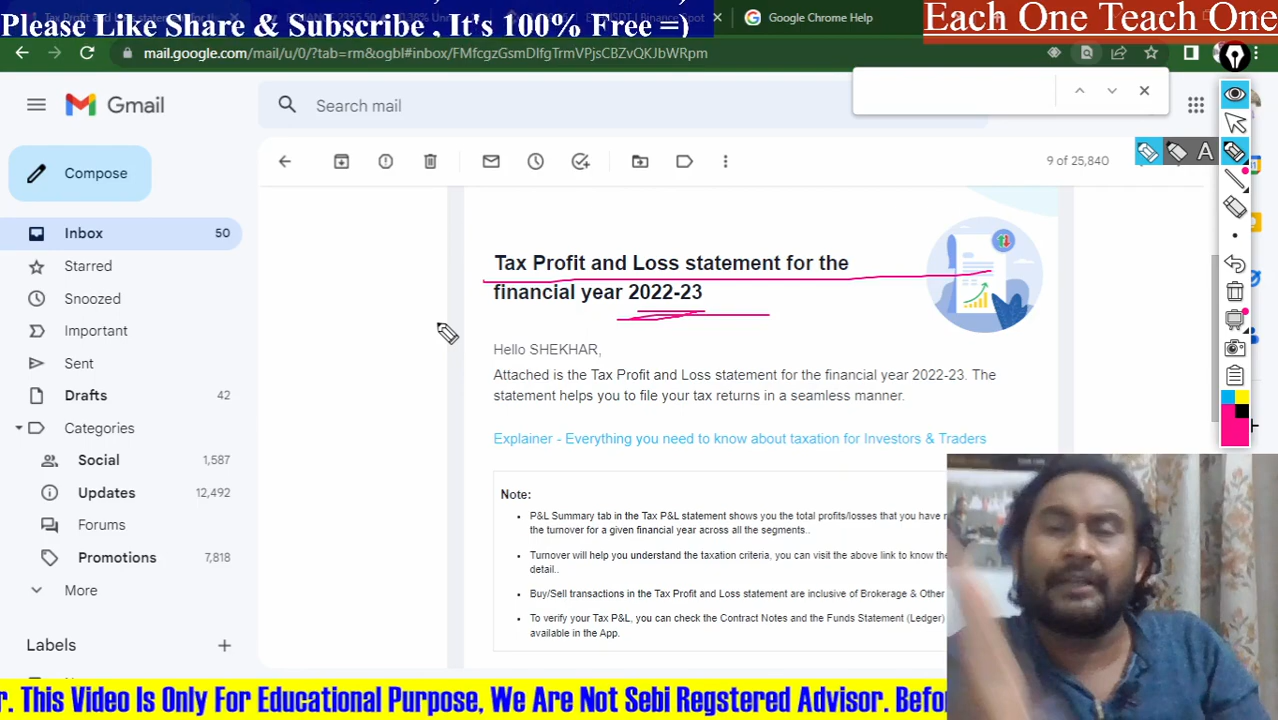 Please Like Share & Subscribe , It's 100% Free =)
Each One Teach One
Google Chrome Help
mail.google.com/mail/u/0/?tab=rm&ogbl#inbox/FMfcgzGsmDlfgTrmVPjsCBZvQKJbWRpm
Gmail
Search mail
Compose
9 of 25,840
A
Inbox 50
Starred
Snoozed
Important
Sent
Drafts 42
Categories
Social 1,587
Updates 12,492
Forums
Promotions 7,818
More
Labels
Tax Profit and Loss statement for the
financial year 2022-23
Hello SHEKHAR,
Attached is the Tax Profit and Loss statement for the financial year 2022-23. The
statement helps you to file your tax returns in a seamless manner.
Explainer - Everything you need to know about taxation for Investors & Traders
Note:
P&L Summary tab in the Tax P&L statement shows you the total profits/losses that you have
the turnover for a given financial year across all the segments..
Turnover will help you understand the taxation criteria, you can visit the above link to know the
detail..
Buy/Sell transactions in the Tax Profit and Loss statement are inclusive of Brokerage & Other
To verify your Tax P&L, you can check the Contract Notes and the Funds Statement (Ledger)
available in the App.
r. This Video Is Only For Educational Purpose, We Are Not Sebi Regstered Advisor. Befor